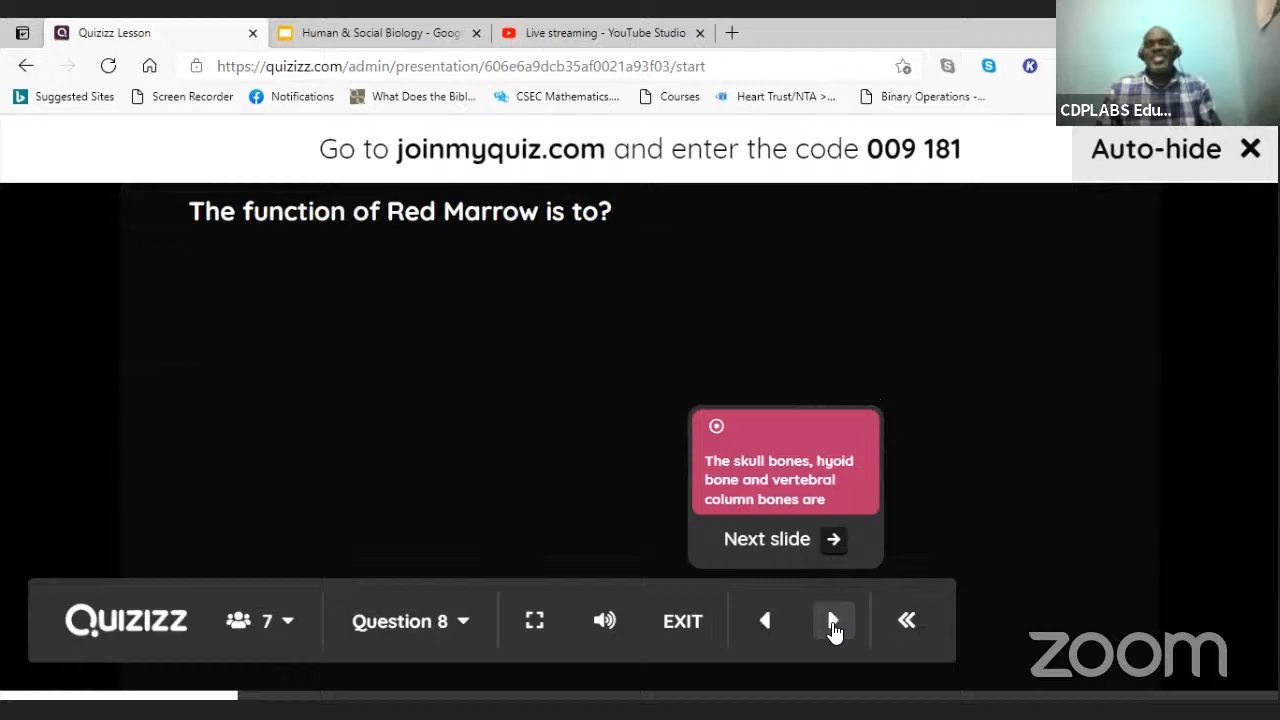 Quizizz Lesson
Human & Social Biology - Goog
Live streaming - YouTube Studio
https://quizizz.com/admin/presentation/606e6a9dcb35af0021a93f03/start
Suggested Sites
Screen Recorder
Notifications
What Does the Bibl...
CSEC Mathematics....
Courses
Heart Trust/NTA >...
Binary Operations -...
CDPLABS Edu...
Go to joinmyquiz.com and enter the code 009 181
Auto-hide
The function of Red Marrow is to?
The skull bones, hyoid
bone and vertebral
column bones are
Next slide
Quizizz
7
Question 8
EXIT
zoom